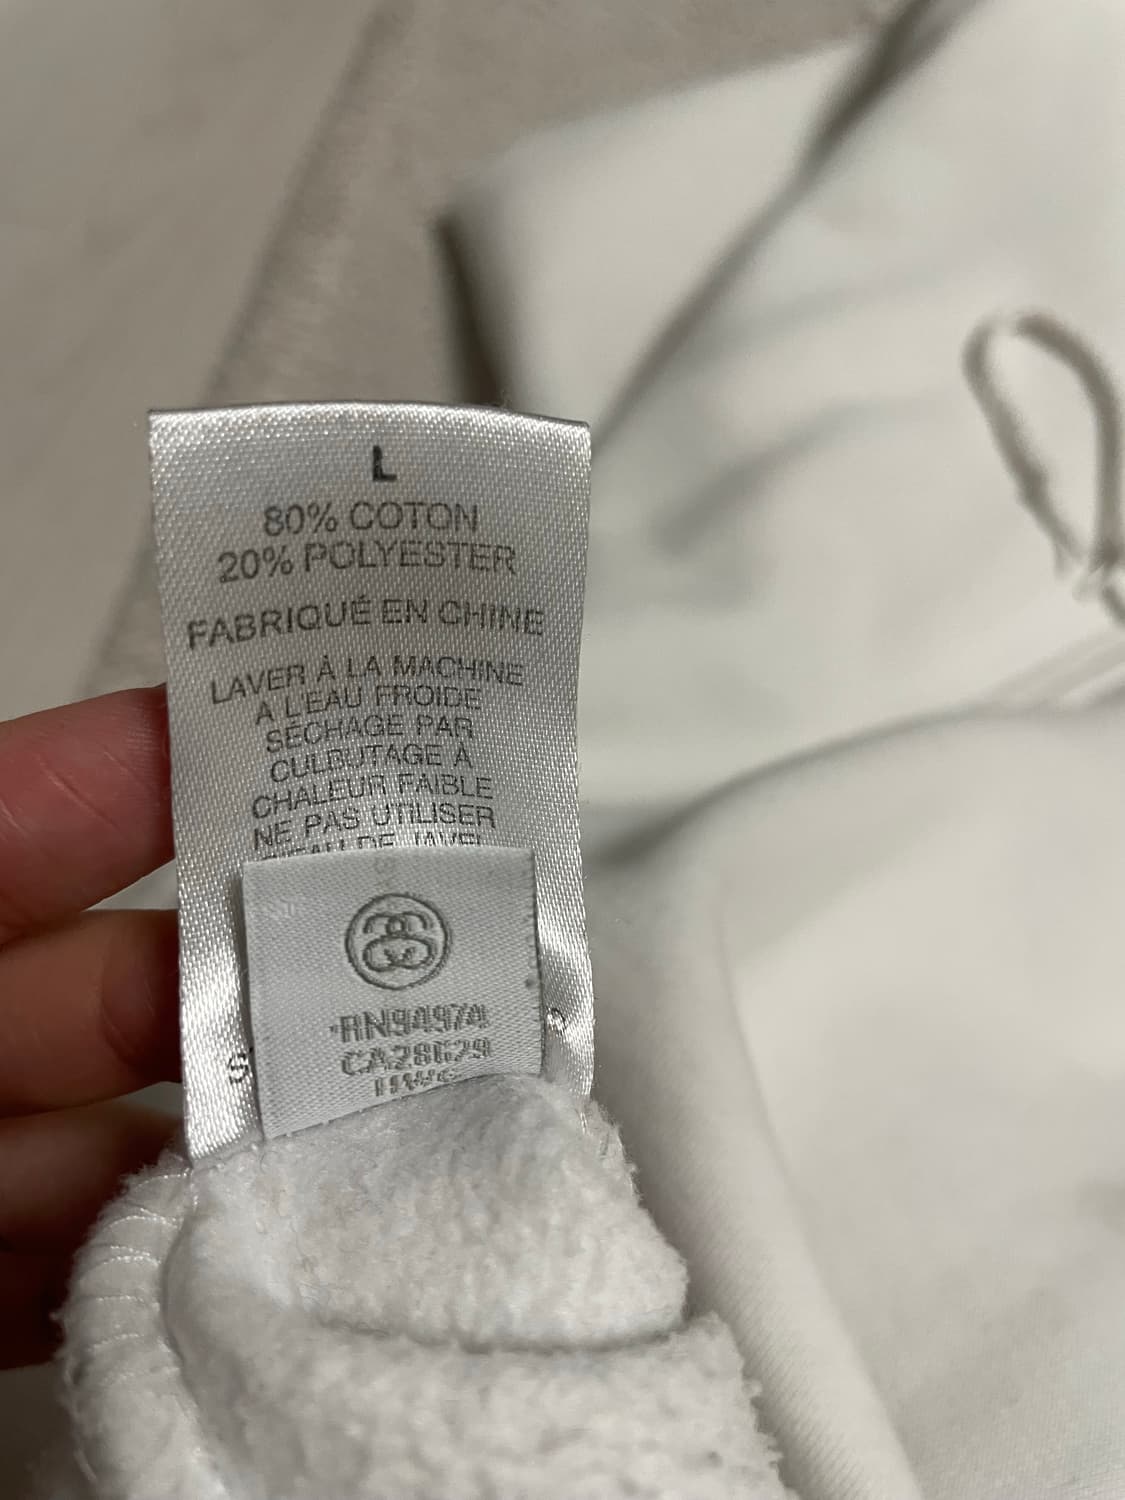 L
80% COTON
20% POLYESTER
FABRIQUÉ EN CHINE
LAVER À LA MACHINE
À L'EAU FROIDE
SÉCHAGE PAR
CULBUTAGE À
CHALEUR FAIBLE
NE PAS UTILISER
RN94974
CA28629